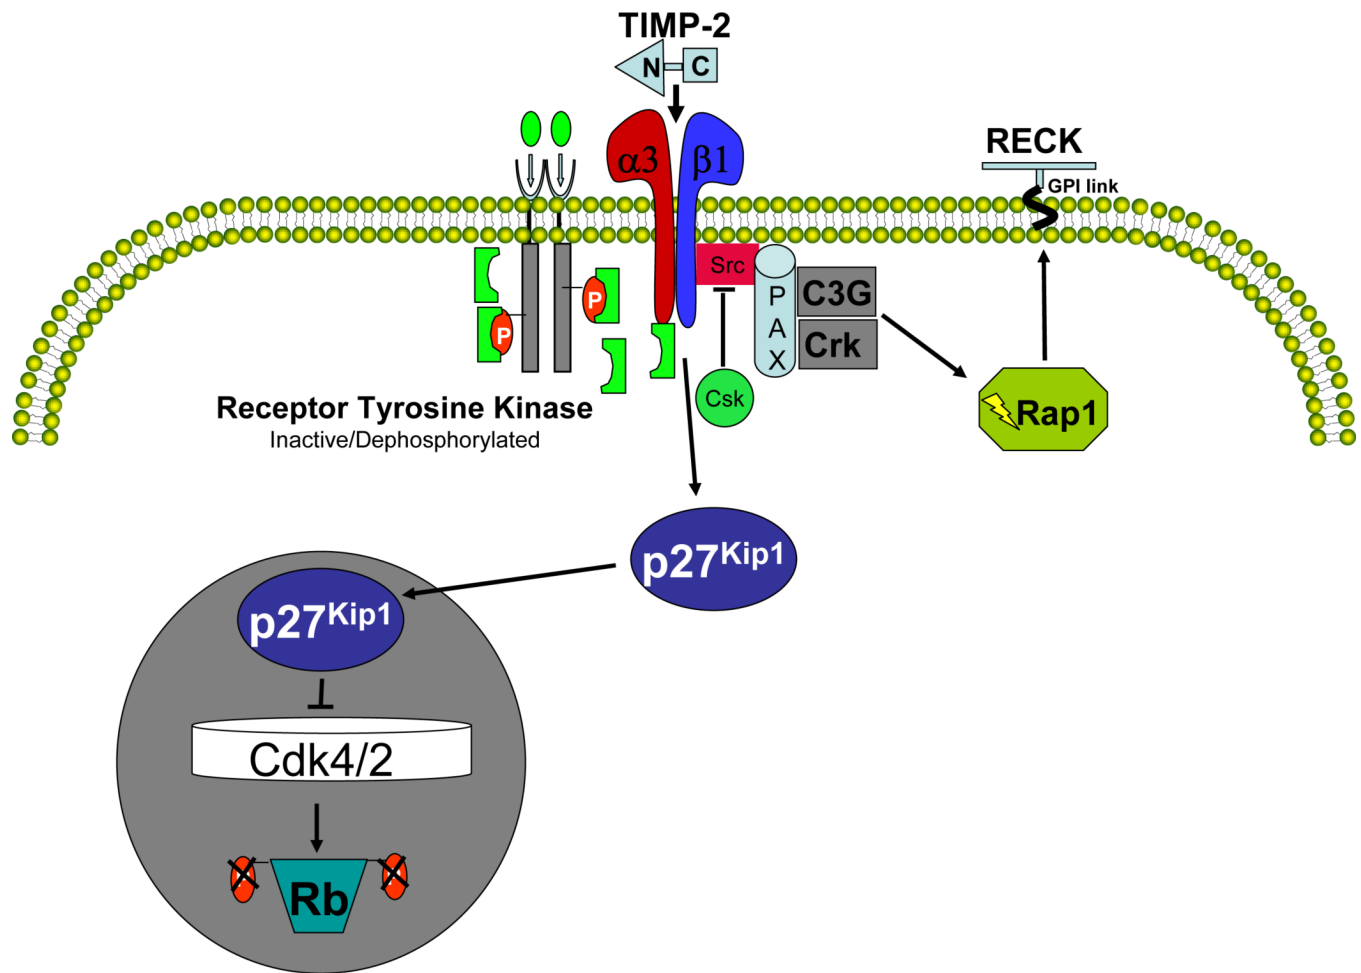 TIMP-2
N C
α3 β1
RECK
GPI link
Src
P
A
X
C3G
Crk
P
P
Csk
Rap1
Receptor Tyrosine Kinase
Inactive/Dephosphorylated
p27Kip1
p27Kip1
Cdk4/2
Rb